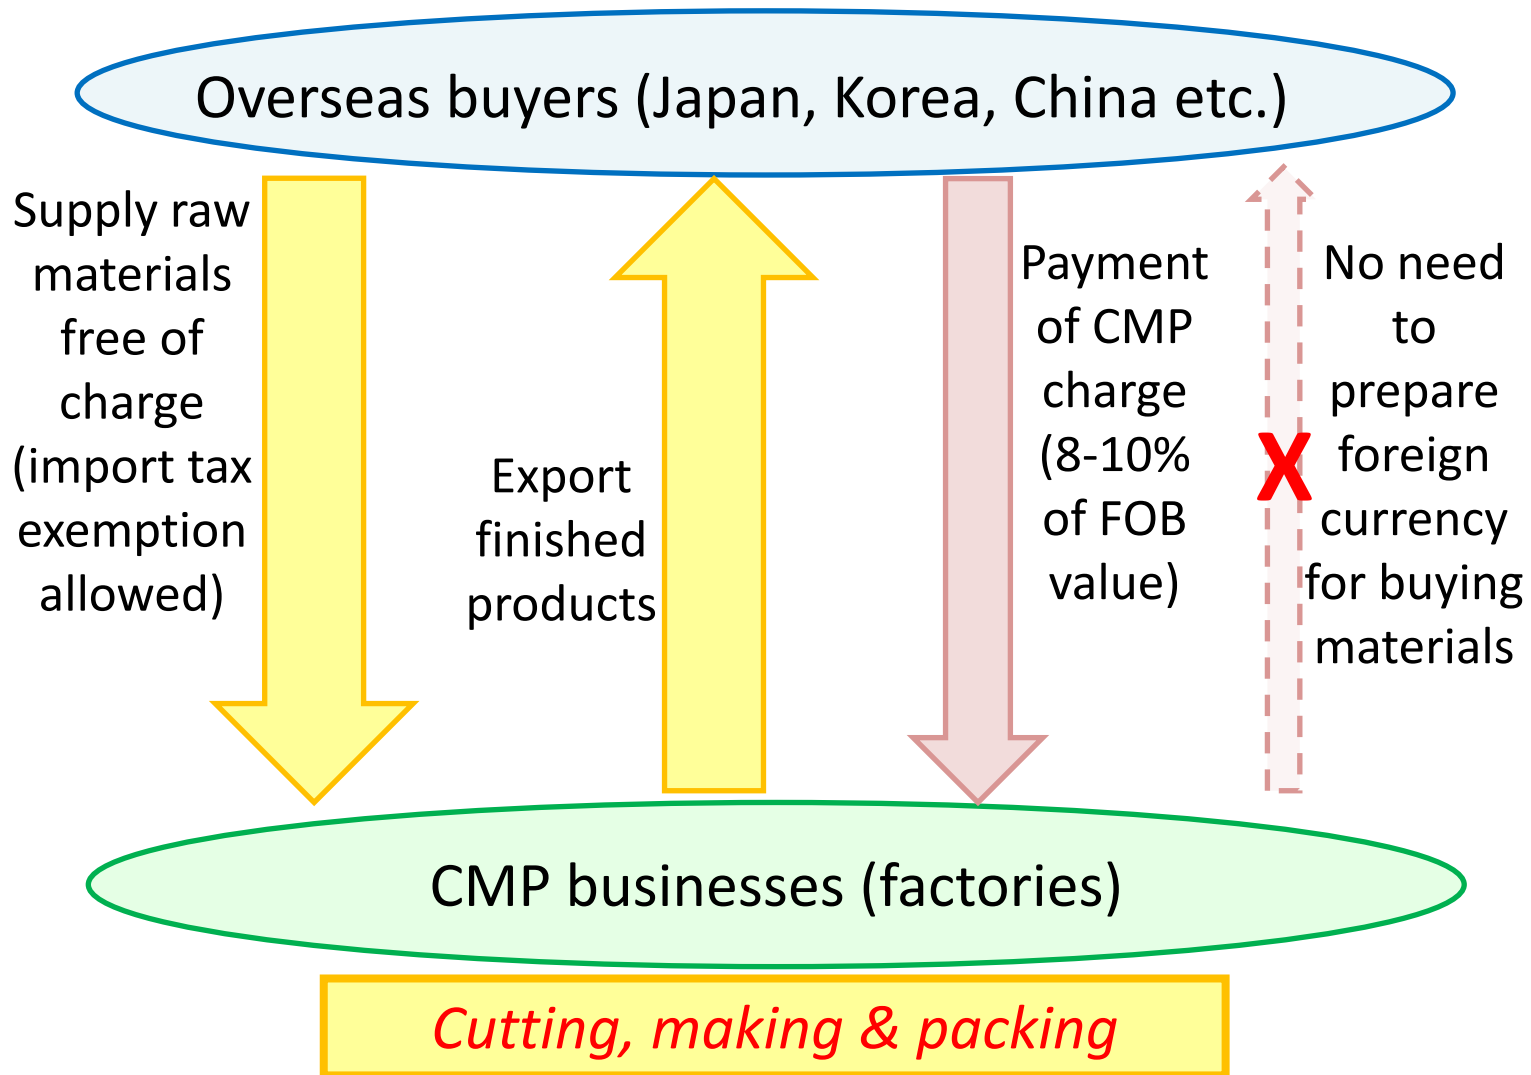 Overseas buyers (Japan, Korea, China etc.)
Supply raw
materials
free of
charge
(import tax
exemption
allowed)
Export
finished
products
Payment
of CMP
charge
(8-10%
of FOB
value)
X
No need
to
prepare
foreign
currency
for buying
materials
CMP businesses (factories)
Cutting, making & packing